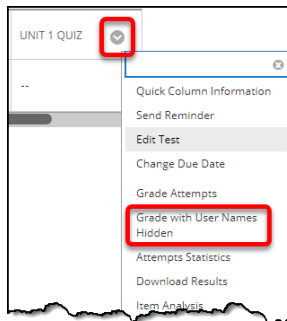 UNIT 1 QUIZ
--
Quick Column Information
Send Reminder
Edit Test
Change Due Date
Grade Attempts
Grade with User Names
Hidden
Attempts Statistics
Download Results
Item Analysis